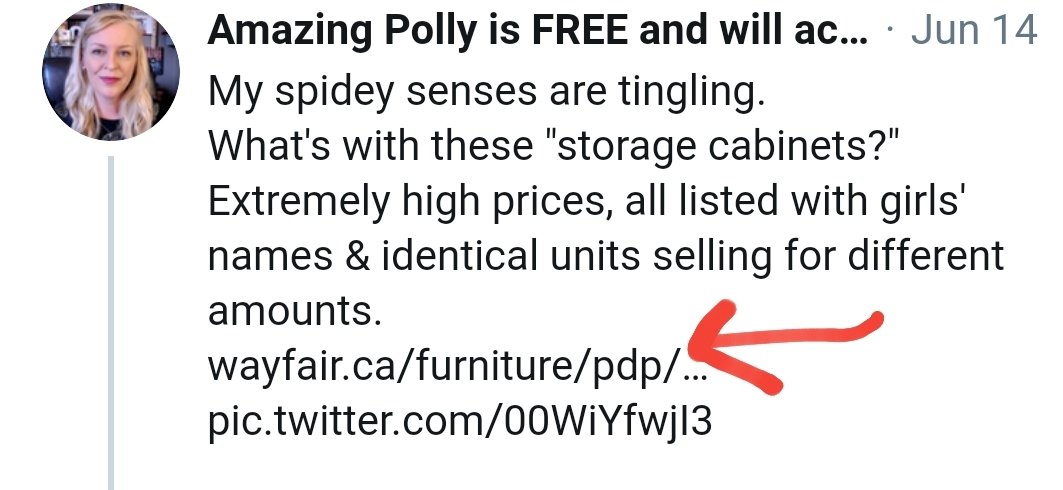 Amazing Polly is FREE and will ac... · Jun 14
My spidey senses are tingling.
What's with these "storage cabinets?"
Extremely high prices, all listed with girls'
names & identical units selling for different
amounts.
wayfair.ca/furniture/pdp/...
pic.twitter.com/00WiYfwjI3